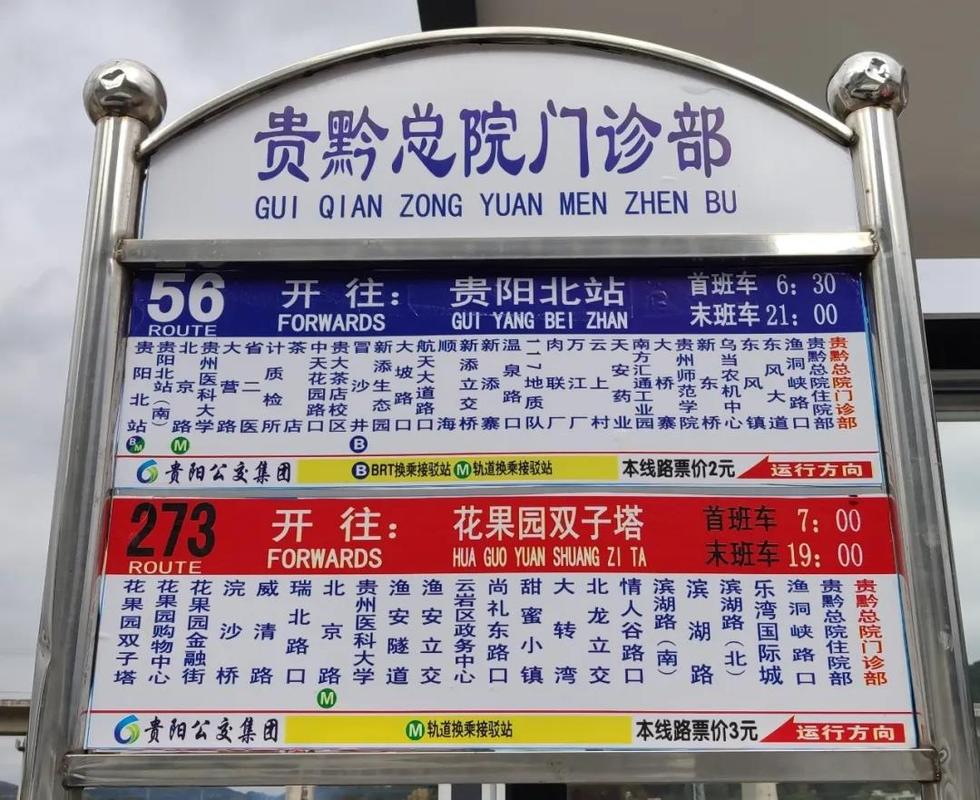 贵黔总院门诊部
GUI QIAN ZONG YUAN MEN ZHEN BU
56
ROUTE
开往：
FORWARDS
贵阳北站
GUI YANG BEI ZHAN
首班车 6：30
末班车 21：00
贵阳北站
贵阳北站（南）
北京路
贵州医科大学
大营路
省二医
计质检所
茶店
中天花园路口
贵大花店校区
冒沙井
新添生态园
大坡路
航天大道路口
顺海
新添立交桥
新添寨
温泉路口
117地质队
肉联厂
万江厂
云上村
天安药业
南方汇通工业园
大桥寨
贵州师范学院
新东桥
乌当农机中心
东风镇
东风大道
渔洞峡路口
贵黔总院住院部
贵黔总院门诊部
B M
M
B
贵阳公交集团
B BRT换乘接驳站 M 轨道换乘接驳站
本线路票价2元
运行方向
273
ROUTE
开往：
FORWARDS
花果园双子塔
HUA GUO YUAN SHUANG ZI TA
首班车 7：00
末班车 19：00
花果园双子塔
花果园购物中心
花果园金融街
浣沙桥
威清路
瑞北路口
北京路
贵州医科大学
渔安隧道
渔安立交
云岩区政务中心
尚礼东路口
甜蜜小镇
大转湾
北龙立交
情人谷路口
滨湖路（南）
滨湖路
滨湖路（北）
乐湾国际城
渔洞峡路口
贵黔总院住院部
贵黔总院门诊部
M
贵阳公交集团
M 轨道换乘接驳站
本线路票价3元
运行方向